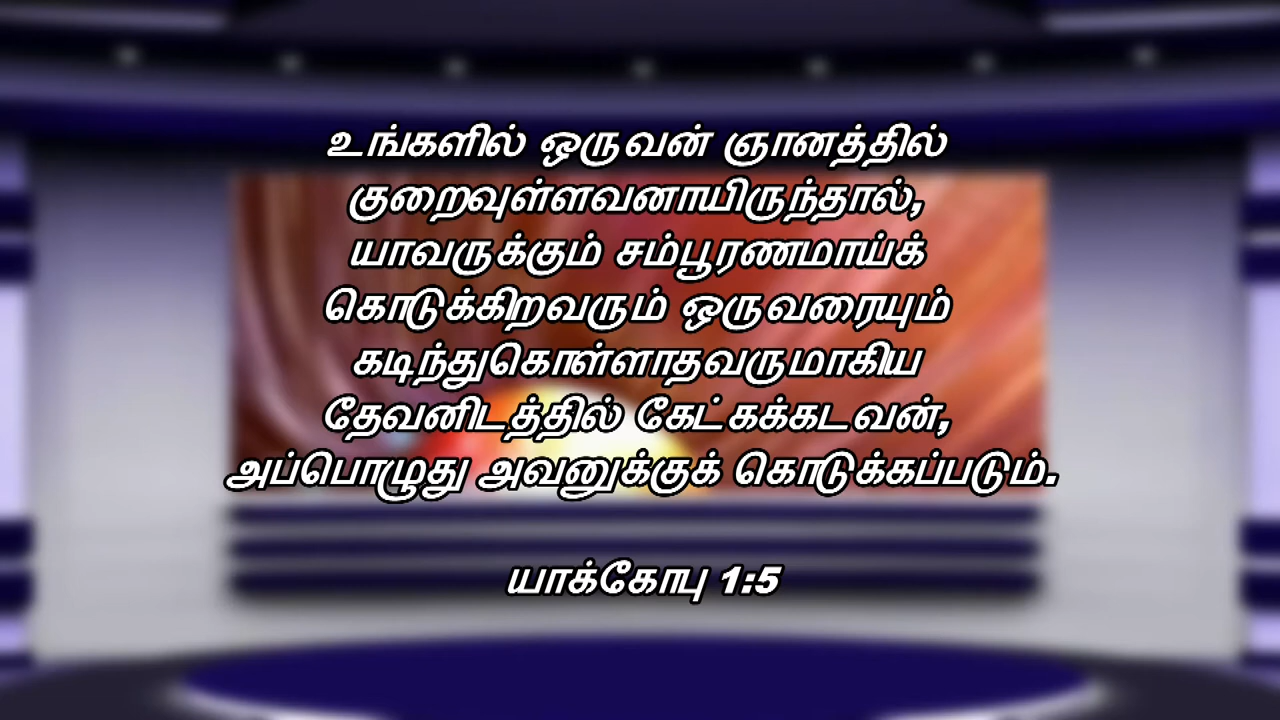 உங்களில் ஒருவன் ஞானத்தில்
குறைவுள்ளவனாயிருந்தால்,
யாவருக்கும் சம்பூரணமாய்க்
கொடுக்கிறவரும் ஒருவரையும்
கடிந்துகொள்ளாதவருமாகிய
தேவனிடத்தில் கேட்கக்கடவன்,
அப்பொழுது அவனுக்குக் கொடுக்கப்படும்.
யாக்கோபு 1:5